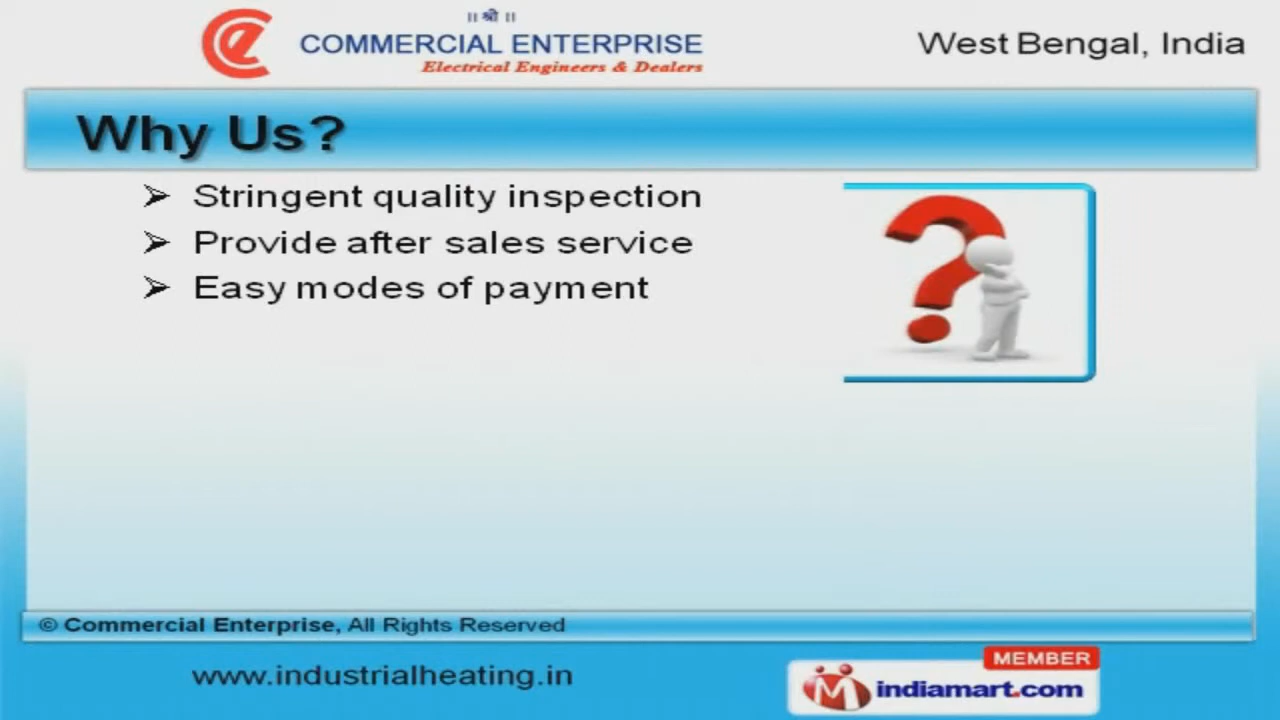 ॥ श्री ॥
COMMERCIAL ENTERPRISE
Electrical Engineers & Dealers
West Bengal, India
Why Us?
➢ Stringent quality inspection
➢ Provide after sales service
➢ Easy modes of payment
© Commercial Enterprise, All Rights Reserved
www.industrialheating.in
MEMBER
indiamart.com